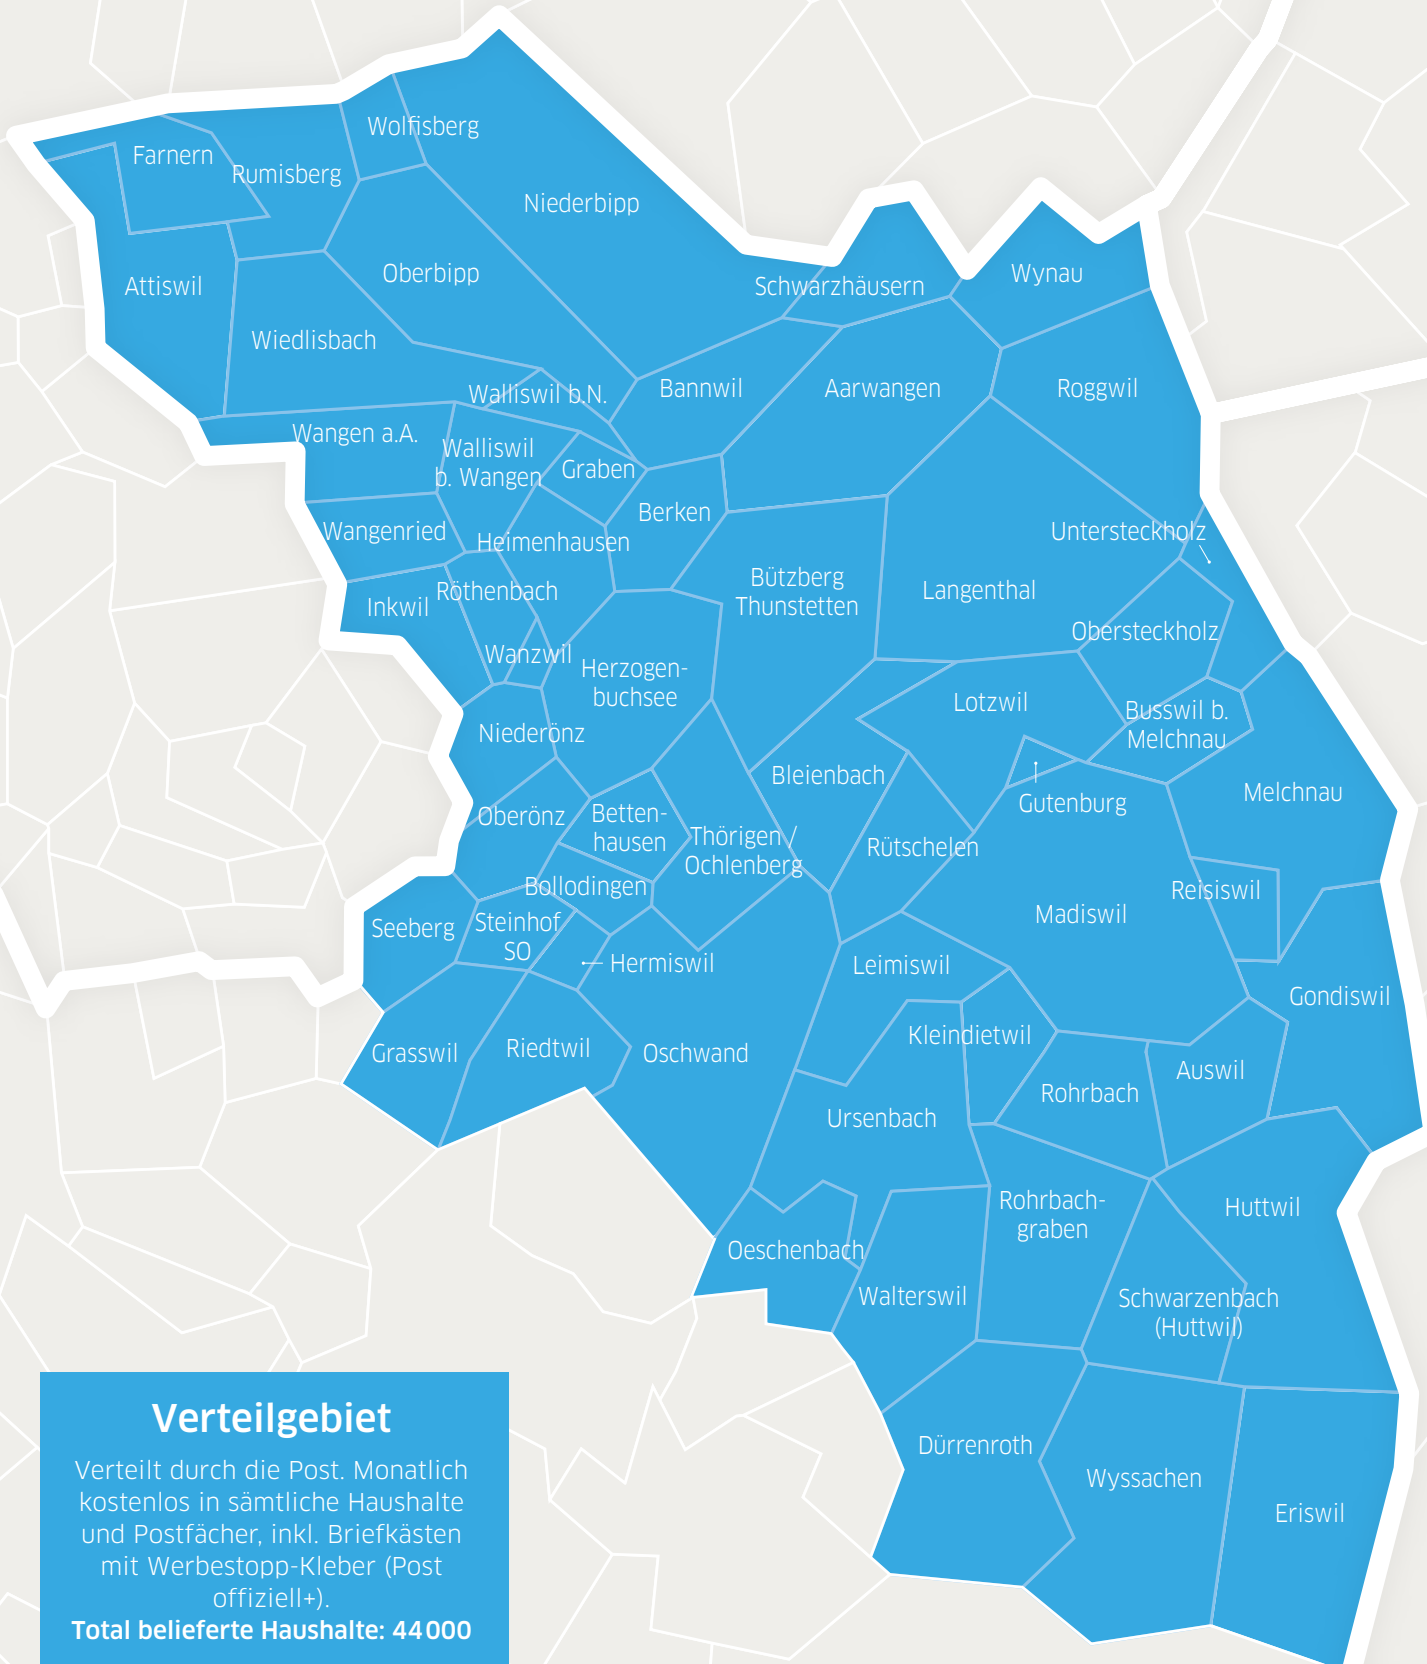 Wolfisberg
Farnern
Rumisberg
Niederbipp
Oberbipp
Wynau
Attiswil
Schwarzhäusern
Wiedlisbach
Walliswil b.N.
Bannwil
Aarwangen
Roggwil
Wangen a.A.
Walliswil
b. Wangen
Graben
Berken
Wangenried
Heimenhausen
Untersteckholz
Bützberg
Thunstetten
Langenthal
Röthenbach
Inkwil
Obersteckholz
Wanzwil
Herzogen-
buchsee
Lotzwil
Busswil b.
Melchnau
Niederönz
Bleienbach
Gutenburg
Melchnau
Oberönz
Betten-
hausen
Thörigen /
Ochlenberg
Rütschelen
Bollodingen
Reisiswil
Seeberg
Steinhof
SO
Madiswil
Hermiswil
Leimiswil
Gondiswil
Kleindietwil
Grasswil
Riedtwil
Oschwand
Auswil
Rohrbach
Ursenbach
Rohrbach-
graben
Huttwil
Oeschenbach
Walterswil
Schwarzenbach
(Huttwil)
Dürrenroth
Wyssachen
Eriswil
Verteilgebiet
Verteilt durch die Post. Monatlich
kostenlos in sämtliche Haushalte
und Postfächer, inkl. Briefkästen
mit Werbestopp-Kleber (Post
offiziell+).
Total belieferte Haushalte: 44 000